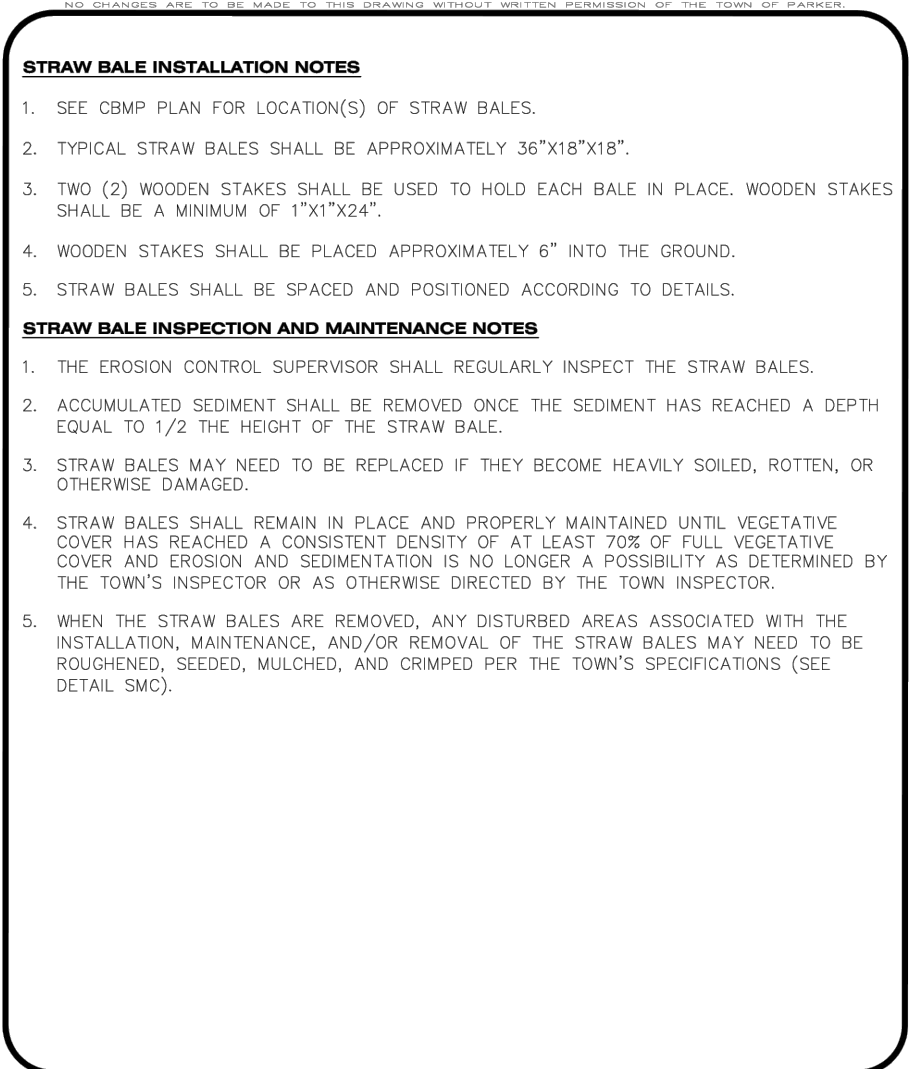 NO CHANGES ARE TO BE MADE TO THIS DRAWING WITHOUT WRITTEN PERMISSION OF THE TOWN OF PARKER.
STRAW BALE INSTALLATION NOTES
1. SEE CBMP PLAN FOR LOCATION(S) OF STRAW BALES.
2. TYPICAL STRAW BALES SHALL BE APPROXIMATELY 36"X18"X18".
3. TWO (2) WOODEN STAKES SHALL BE USED TO HOLD EACH BALE IN PLACE. WOODEN STAKES
SHALL BE A MINIMUM OF 1"X1"X24".
4. WOODEN STAKES SHALL BE PLACED APPROXIMATELY 6" INTO THE GROUND.
5. STRAW BALES SHALL BE SPACED AND POSITIONED ACCORDING TO DETAILS.
STRAW BALE INSPECTION AND MAINTENANCE NOTES
1. THE EROSION CONTROL SUPERVISOR SHALL REGULARLY INSPECT THE STRAW BALES.
2. ACCUMULATED SEDIMENT SHALL BE REMOVED ONCE THE SEDIMENT HAS REACHED A DEPTH
EQUAL TO 1/2 THE HEIGHT OF THE STRAW BALE.
3. STRAW BALES MAY NEED TO BE REPLACED IF THEY BECOME HEAVILY SOILED, ROTTEN, OR
OTHERWISE DAMAGED.
4. STRAW BALES SHALL REMAIN IN PLACE AND PROPERLY MAINTAINED UNTIL VEGETATIVE
COVER HAS REACHED A CONSISTENT DENSITY OF AT LEAST 70% OF FULL VEGETATIVE
COVER AND EROSION AND SEDIMENTATION IS NO LONGER A POSSIBILITY AS DETERMINED BY
THE TOWN'S INSPECTOR OR AS OTHERWISE DIRECTED BY THE TOWN INSPECTOR.
5. WHEN THE STRAW BALES ARE REMOVED, ANY DISTURBED AREAS ASSOCIATED WITH THE
INSTALLATION, MAINTENANCE, AND/OR REMOVAL OF THE STRAW BALES MAY NEED TO BE
ROUGHENED, SEEDED, MULCHED, AND CRIMPED PER THE TOWN'S SPECIFICATIONS (SEE
DETAIL SMC).